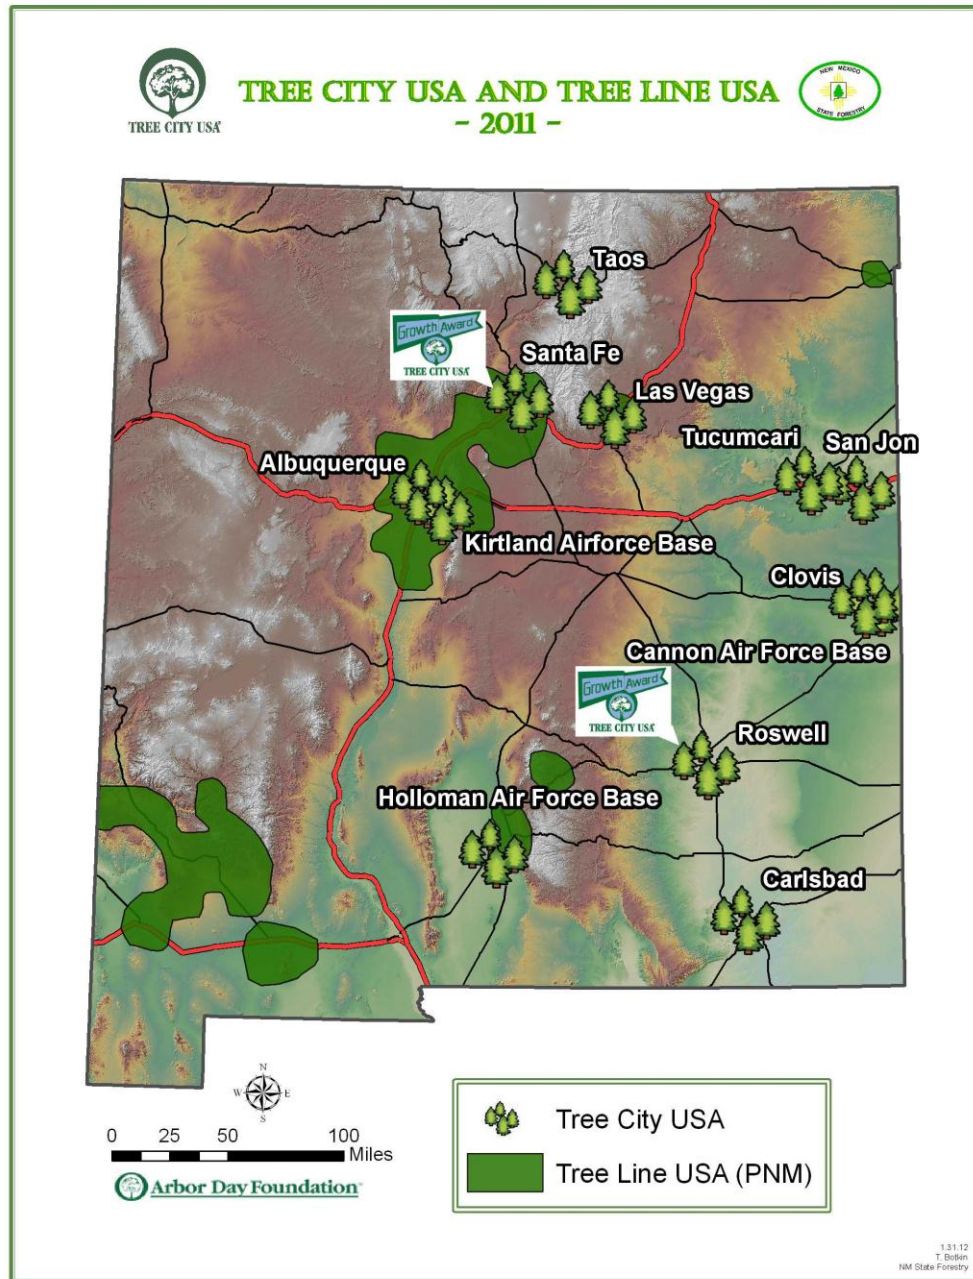 TREE CITY USA AND TREE LINE USA
- 2011 -
TREE CITY USA
NEW MEXICO
STATE FORESTRY
Taos
Growth Award
TREE CITY USA
Santa Fe
Las Vegas
Tucumcari
San Jon
Albuquerque
Kirtland Airforce Base
Clovis
Cannon Air Force Base
Growth Award
TREE CITY USA
Roswell
Holloman Air Force Base
Carlsbad
N
W E
S
0 25 50 100
Miles
Arbor Day Foundation
Tree City USA
Tree Line USA (PNM)
1.31.12
T. Botkin
NM State Forestry